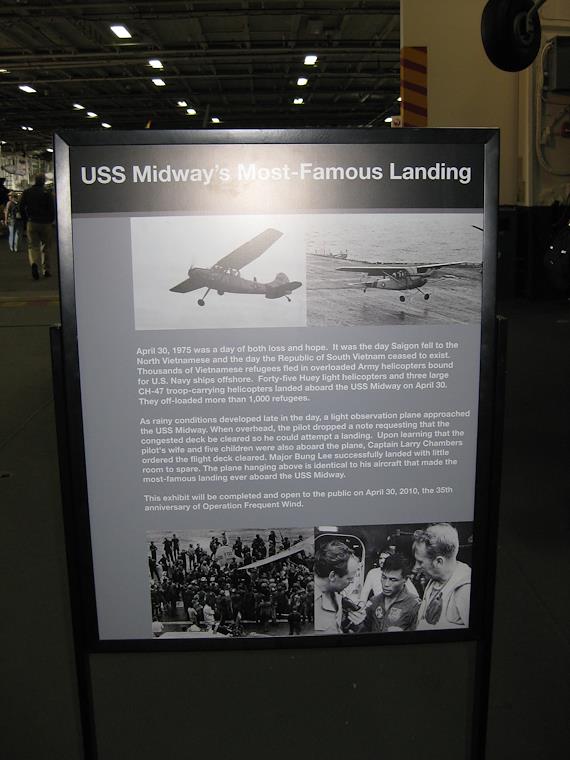 USS Midway's Most-Famous Landing
April 30, 1975 was a day of both loss and hope. It was the day Saigon fell to the
North Vietnamese and the day the Republic of South Vietnam ceased to exist.
Thousands of Vietnamese refugees fled in overloaded Army helicopters bound
for U.S. Navy ships offshore. Forty-five Huey light helicopters and three large
CH-47 troop-carrying helicopters landed aboard the USS Midway on April 30.
They off-loaded more than 1,000 refugees.
As rainy conditions developed late in the day, a light observation plane approached
the USS Midway. When overhead, the pilot dropped a note requesting that the
congested deck be cleared so he could attempt a landing. Upon learning that the
pilot's wife and five children were also aboard the plane, Captain Larry Chambers
ordered the flight deck cleared. Major Bung Lee successfully landed with little
room to spare. The plane hanging above is identical to his aircraft that made the
most-famous landing ever aboard the USS Midway.
This exhibit will be completed and open to the public on April 30, 2010, the 35th
anniversary of Operation Frequent Wind.